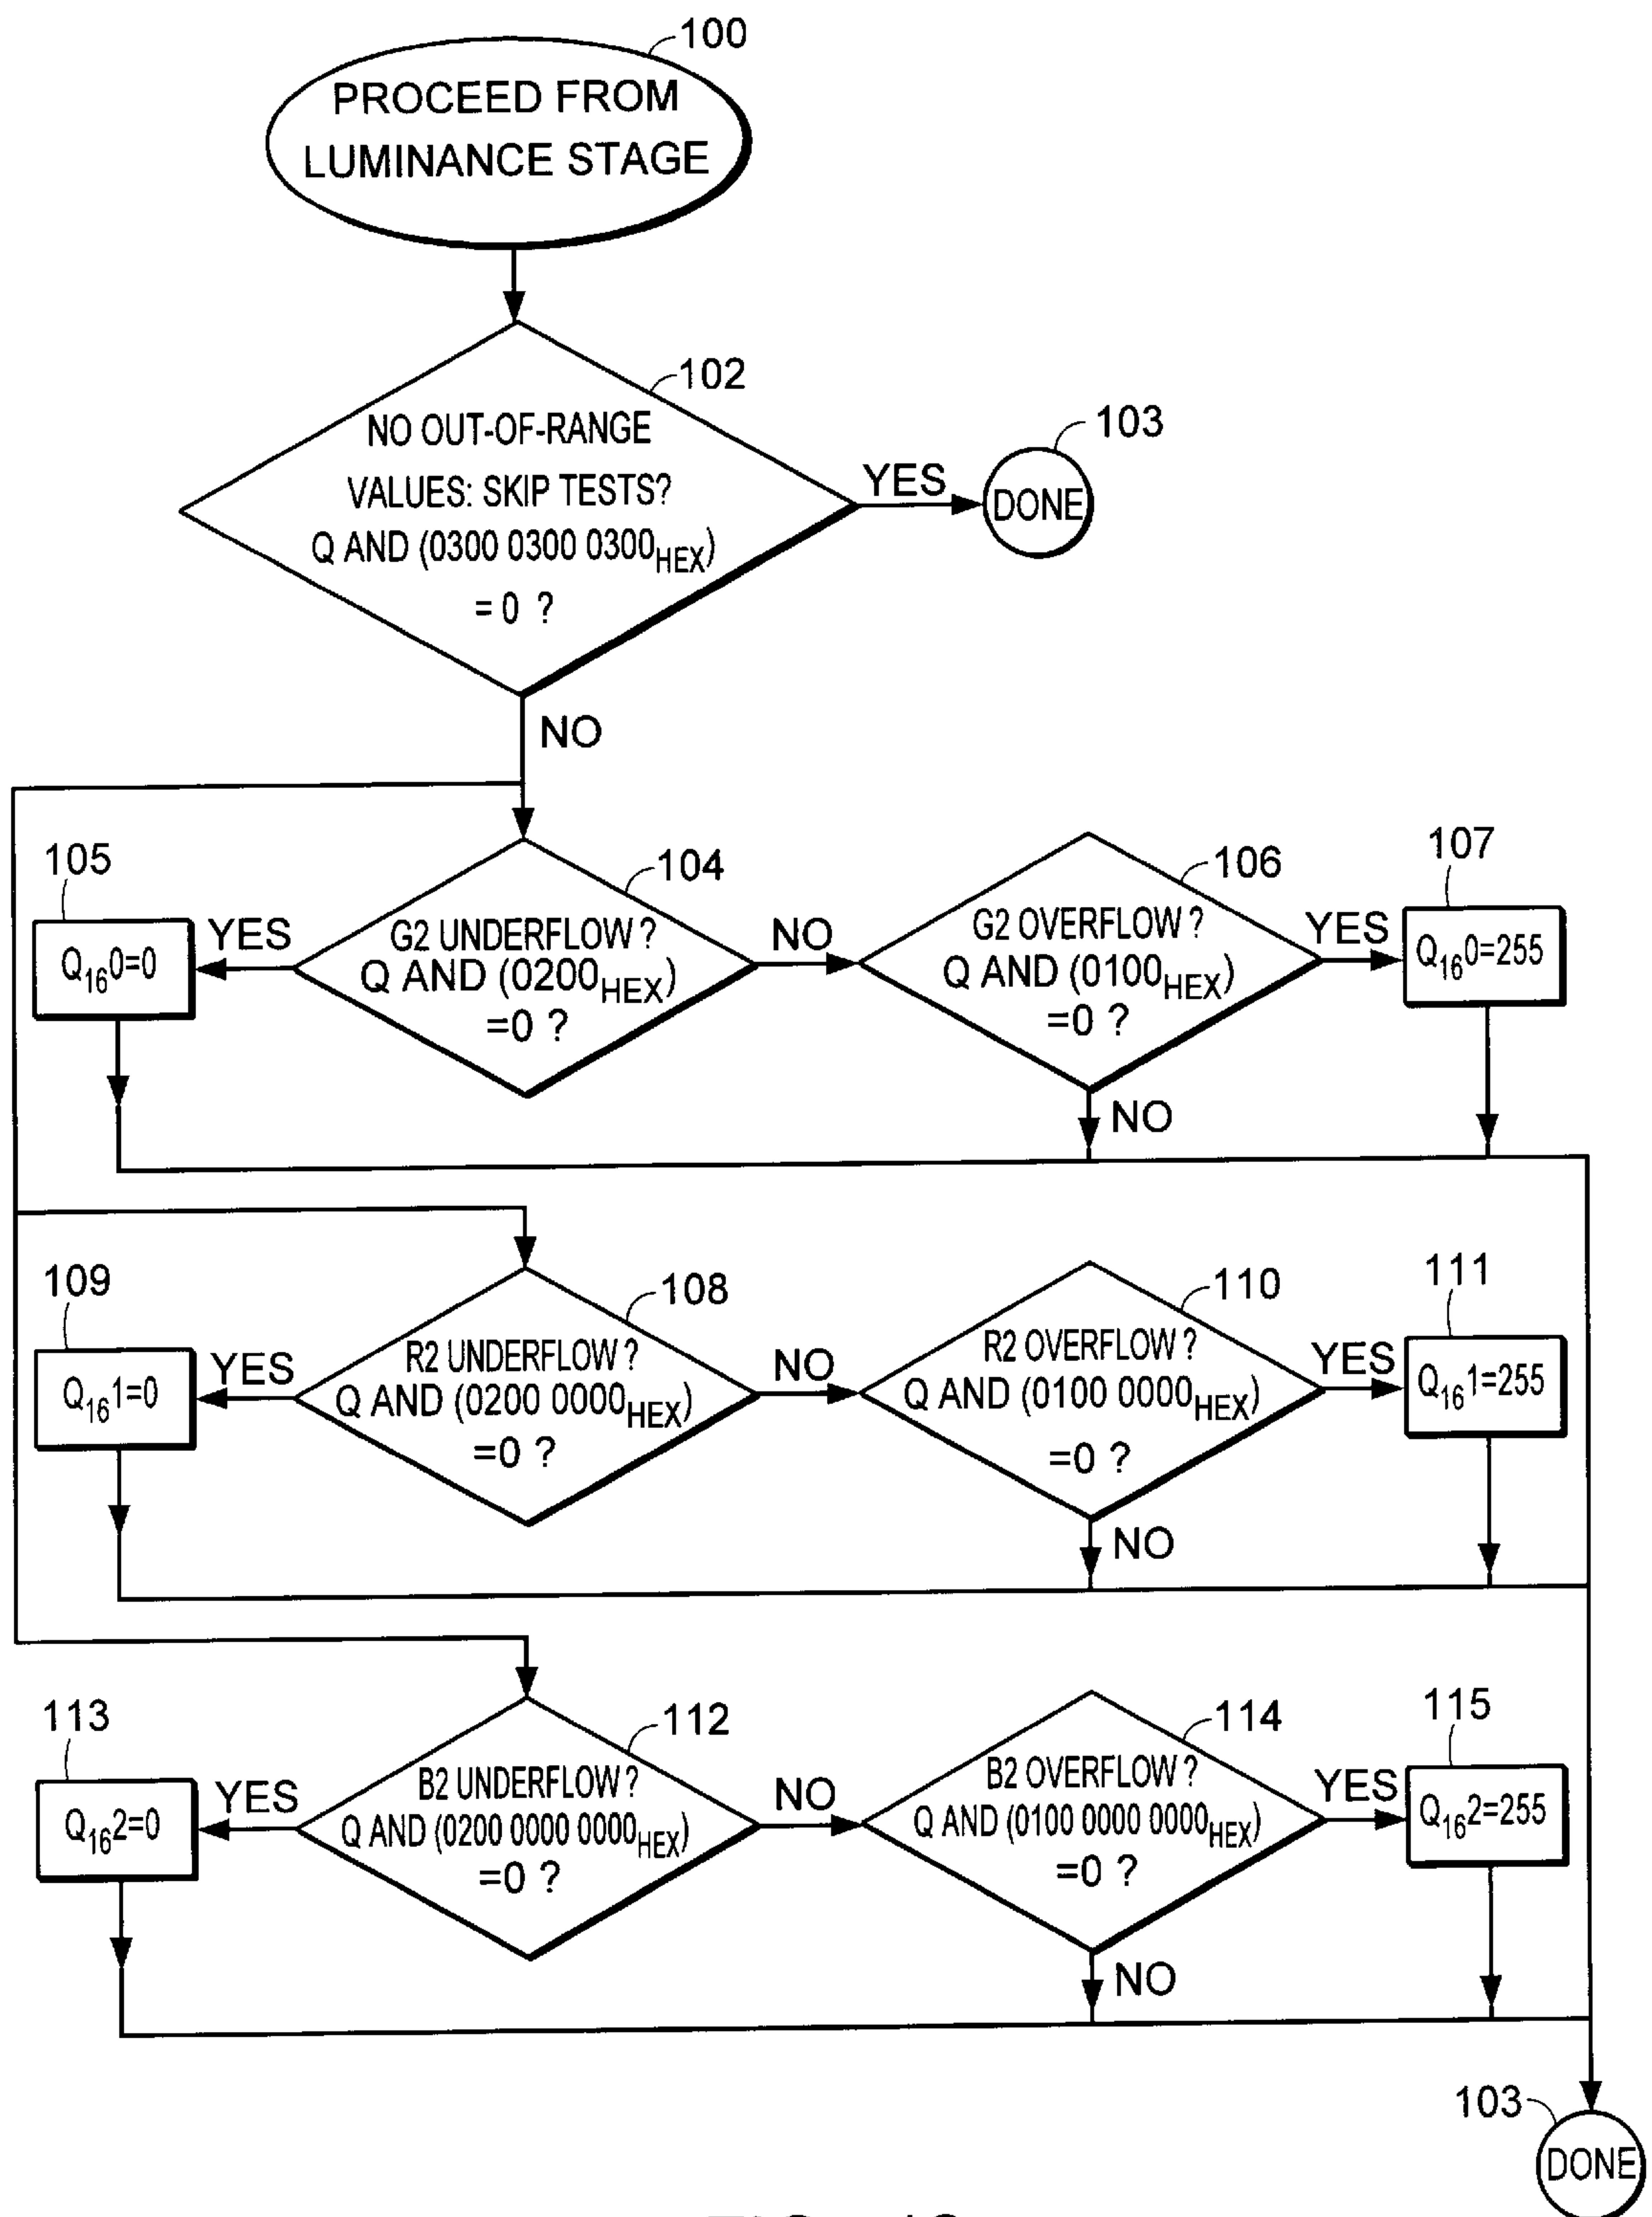 100
PROCEED FROM
LUMINANCE STAGE
102
NO OUT-OF-RANGE
VALUES: SKIP TESTS?
Q AND (0300 0300 0300HEX)
= 0 ?
YES
103
DONE
NO
105
Q160=0
YES
104
G2 UNDERFLOW ?
Q AND (0200HEX)
=0 ?
NO
106
G2 OVERFLOW ?
Q AND (0100HEX)
=0 ?
YES
107
Q160=255
NO
109
Q161=0
YES
108
R2 UNDERFLOW ?
Q AND (0200 0000HEX)
=0 ?
NO
110
R2 OVERFLOW ?
Q AND (0100 0000HEX)
=0 ?
YES
111
Q161=255
NO
113
Q162=0
YES
112
B2 UNDERFLOW ?
Q AND (0200 0000 0000HEX)
=0 ?
NO
114
B2 OVERFLOW ?
Q AND (0100 0000 0000HEX)
=0 ?
YES
115
Q162=255
NO
103
DONE